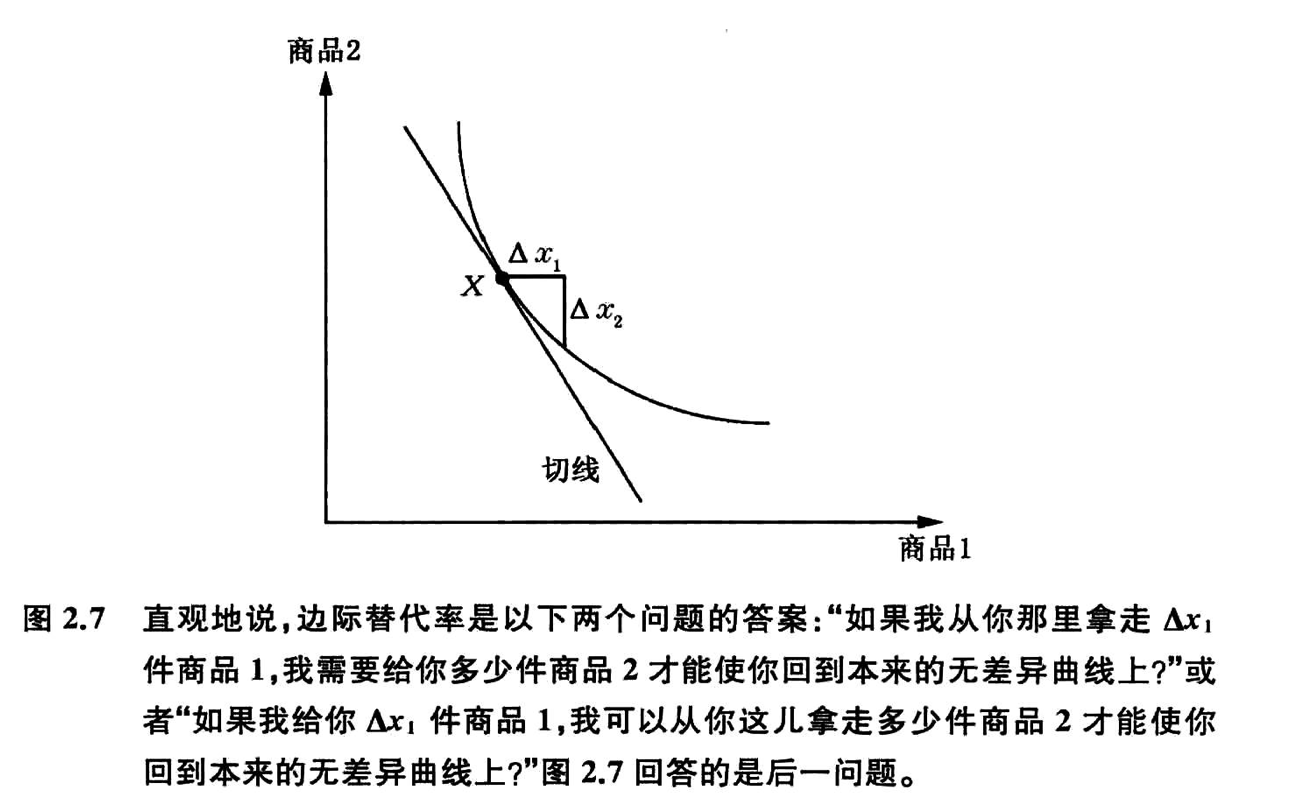 商品2
Δ x₁
X
Δ x₂
切线
商品1
图 2.7 直观地说,边际替代率是以下两个问题的答案:“如果我从你那里拿走 Δx₁
件商品 1,我需要给你多少件商品 2 才能使你回到本来的无差异曲线上?”或
者“如果我给你 Δx₁ 件商品 1,我可以从你这儿拿走多少件商品 2 才能使你
回到本来的无差异曲线上?”图 2.7 回答的是后一问题。